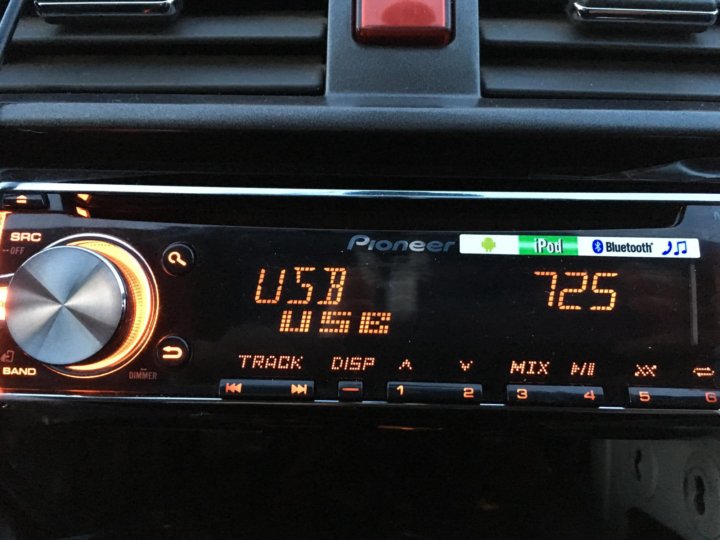 Pioneer iPod Bluetooth®
SRC
OFF
USB 725
USB
TRACK DISP MIX
BAND
DIMMER
1 2 3 4 5 6